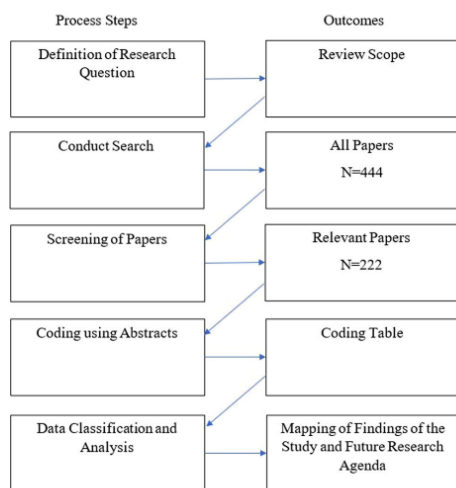 Process Steps
Outcomes
Definition of Research
Question
Review Scope
Conduct Search
All Papers
N=444
Screening of Papers
Relevant Papers
N=222
Coding using Abstracts
Coding Table
Data Classification and
Analysis
Mapping of Findings of the
Study and Future Research
Agenda